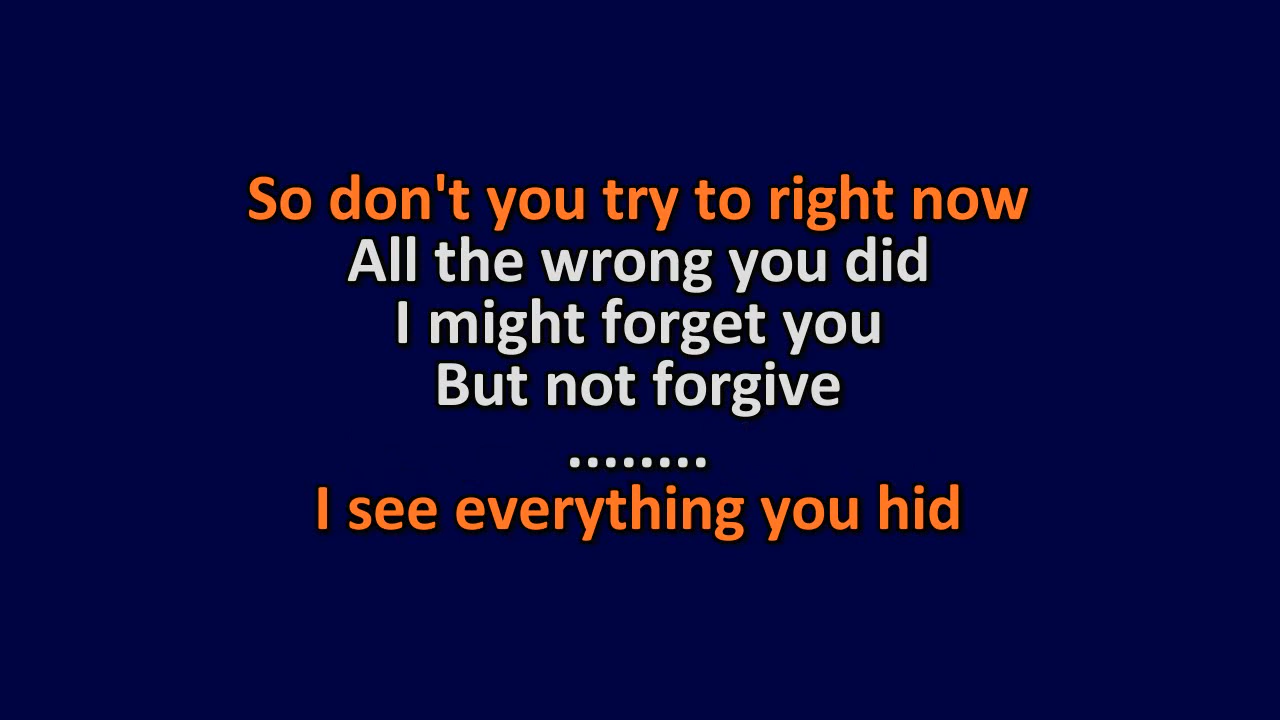 So don't you try to right now
All the wrong you did
I might forget you
But not forgive
........
I see everything you hid